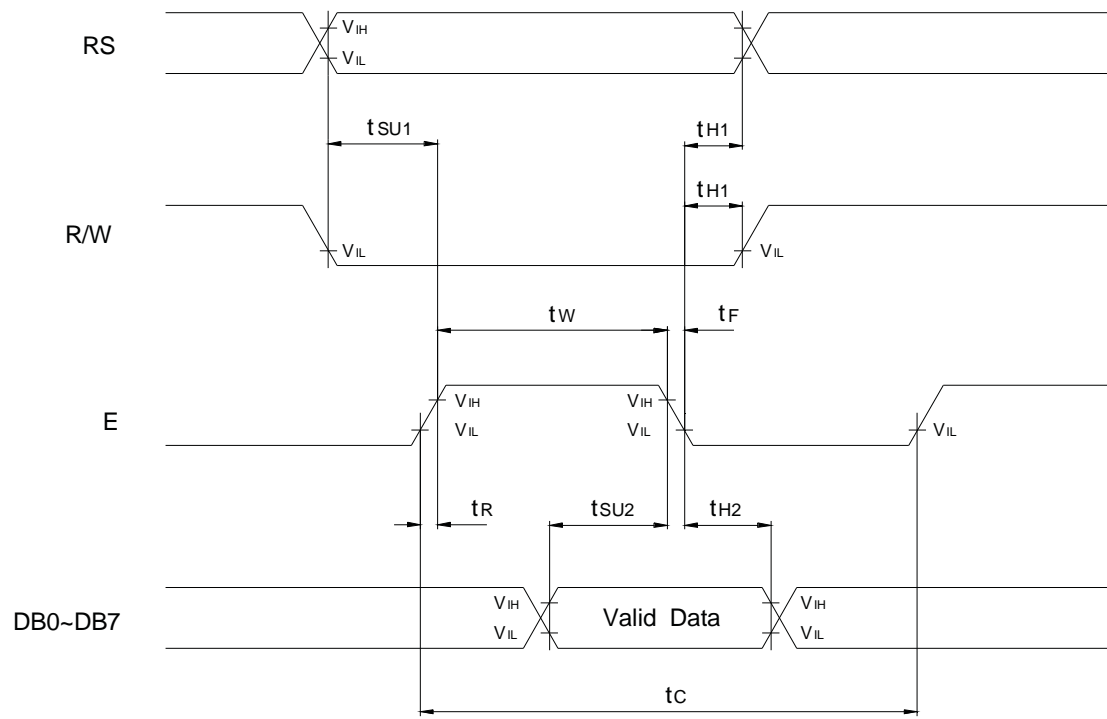 RS
VIH
VIL
tSU1
tH1
tH1
R/W
VIL
VIL
tW
tF
E
VIH
VIL
VIH
VIL
VIL
tR
tSU2
tH2
DB0~DB7
VIH
VIL
Valid Data
VIH
VIL
tC